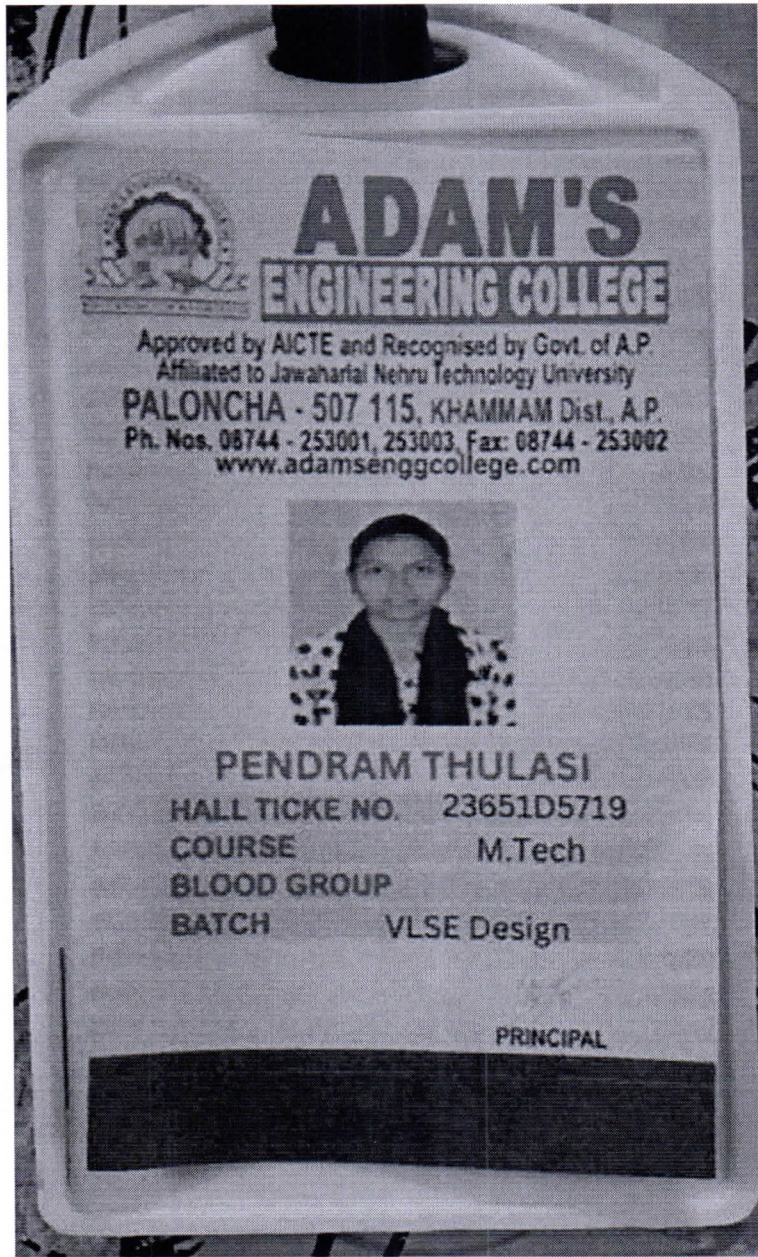 ADAM'S
ENGINEERING COLLEGE
Approved by AICTE and Recognised by Govt. of A.P.
Affiliated to Jawaharlal Nehru Technology University
PALONCHA - 507 115, KHAMMAM Dist., A.P.
Ph. Nos. 08744 - 253001, 253003, Fax: 08744 - 253002
www.adamsenggcollege.com
PENDRAM THULASI
HALL TICKE NO. 23651D5719
COURSE M.Tech
BLOOD GROUP
BATCH VLSE Design
PRINCIPAL